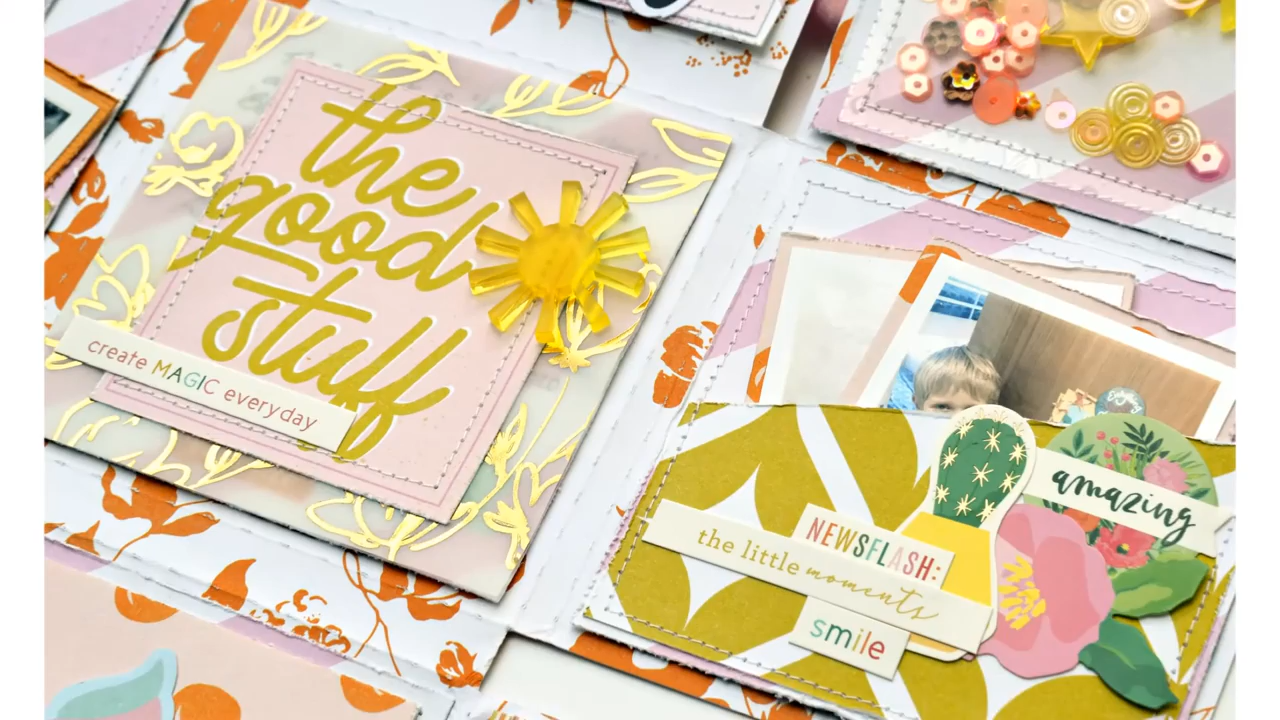 the
good
stuff
create MAGIC everyday
amazing
NEWSFLASH:
the little moments
smile